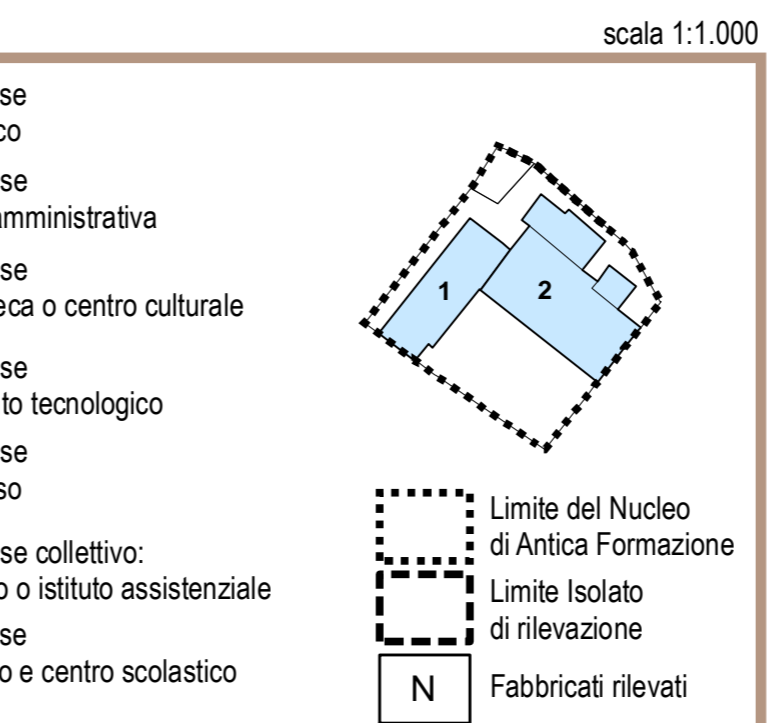 scala 1:1.000
se
co
se
amministrativa
se
eca o centro culturale
se
to tecnologico
se
so
se collettivo:
o o istituto assistenziale
se
o e centro scolastico
1
2
Limite del Nucleo
di Antica Formazione
Limite Isolato
di rilevazione
N
Fabbricati rilevati